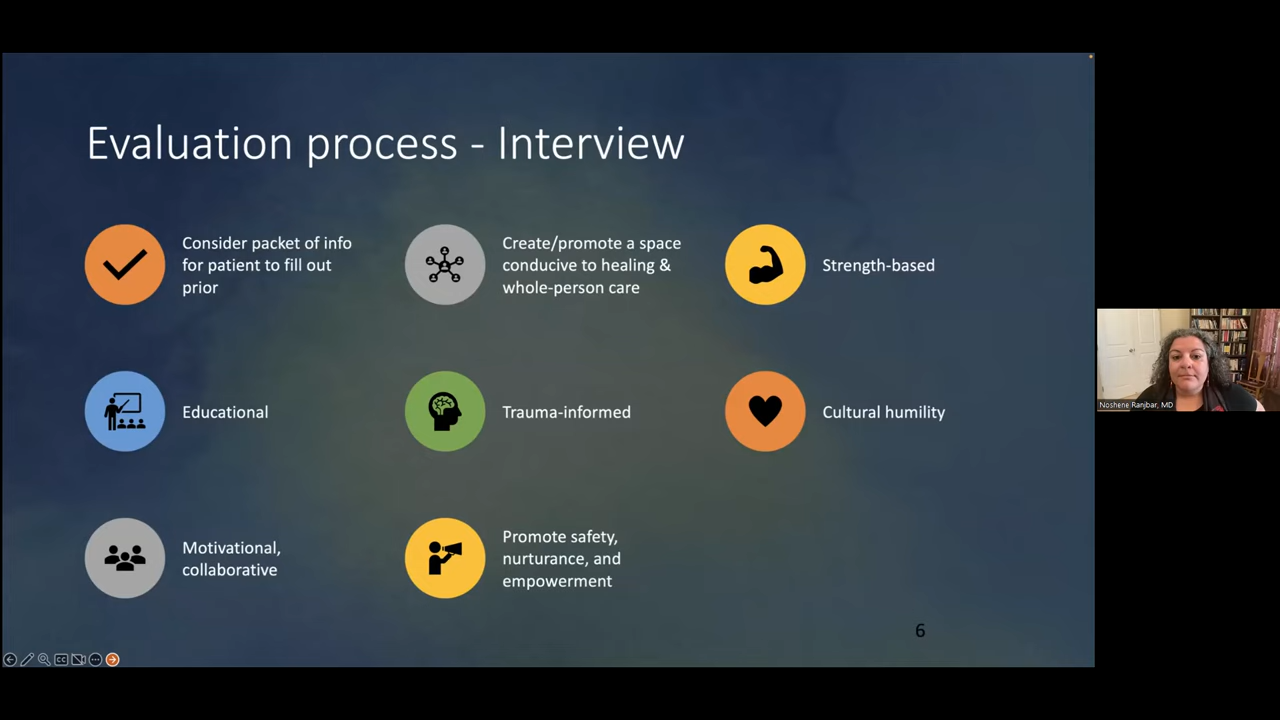 Evaluation process - Interview
Consider packet of info
for patient to fill out
prior
Create/promote a space
conducive to healing &
whole-person care
Strength-based
Educational
Trauma-informed
Cultural humility
Motivational,
collaborative
Promote safety,
nurturance, and
empowerment
6
CC
Noshene Ranjbar, MD